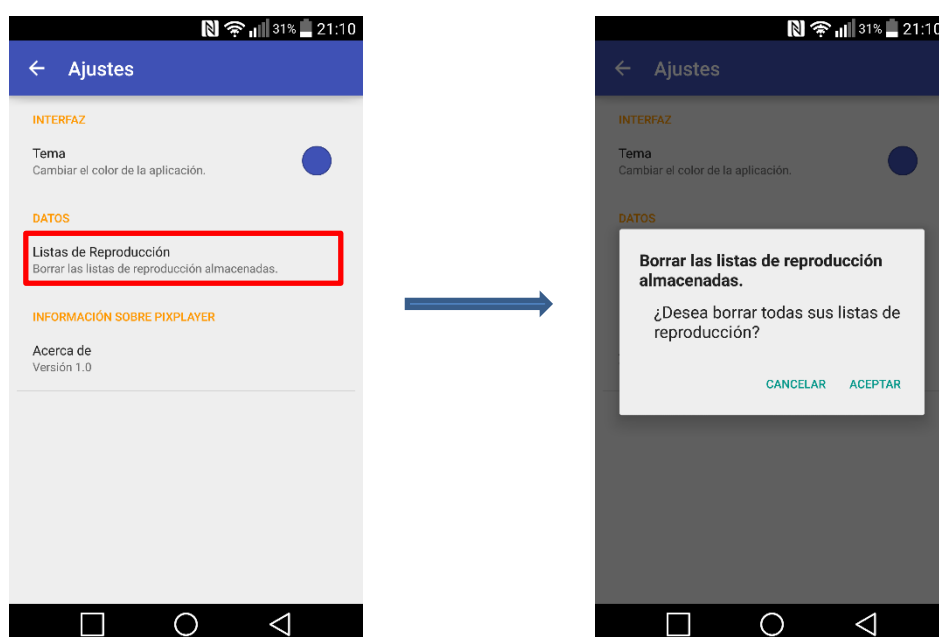 31% 21:10
Ajustes
INTERFAZ
Tema
Cambiar el color de la aplicación.
DATOS
Listas de Reproducción
Borrar las listas de reproducción almacenadas.
INFORMACIÓN SOBRE PIXPLAYER
Acerca de
Versión 1.0
31% 21:10
Ajustes
INTERFAZ
Tema
Cambiar el color de la aplicación.
DATOS
Borrar las listas de reproducción
almacenadas.
¿Desea borrar todas sus listas de
reproducción?
CANCELAR ACEPTAR